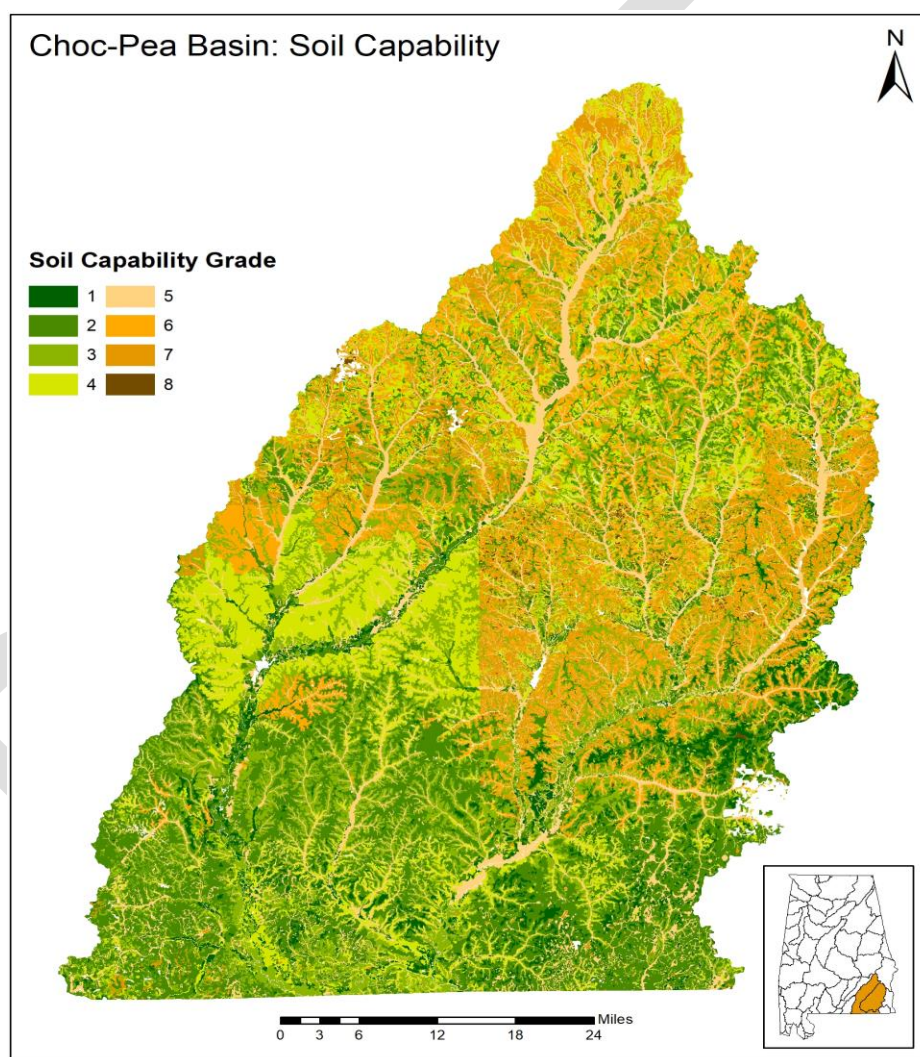 Choc-Pea Basin: Soil Capability
N
Soil Capability Grade
1 5
2 6
3 7
4 8
Miles
0 3 6 12 18 24